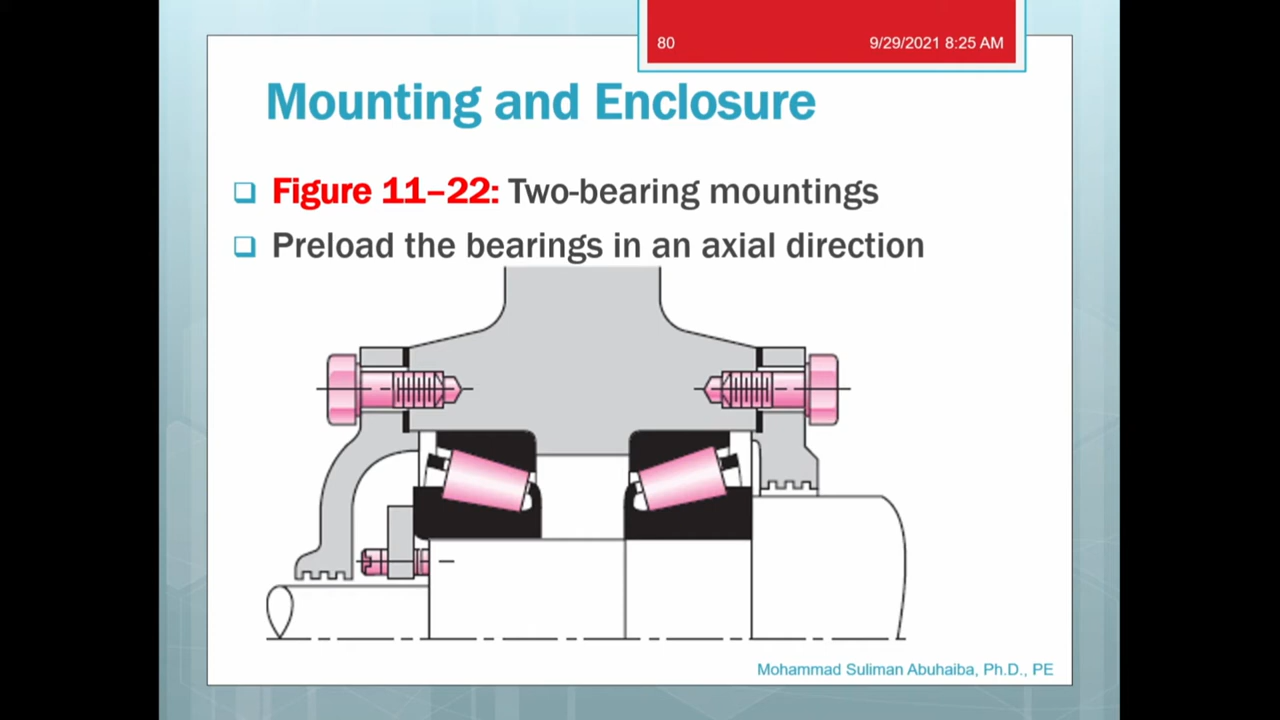 80 9/29/2021 8:25 AM
Mounting and Enclosure
Figure 11–22: Two-bearing mountings
Preload the bearings in an axial direction
Mohammad Suliman Abuhaiba, Ph.D., PE